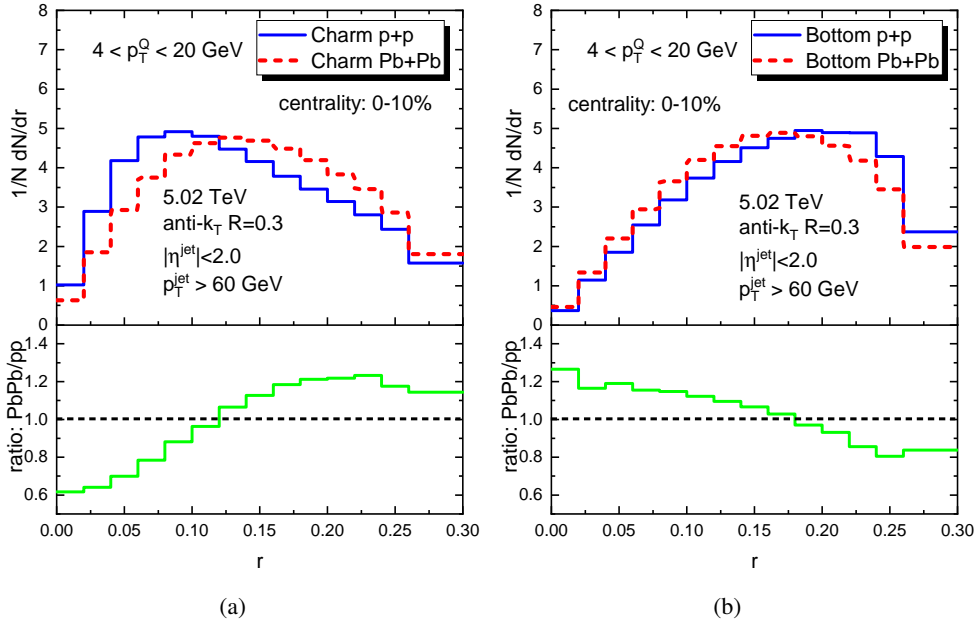 8
7
6
5
4
3
2
1
0
1/N dN/dr
4 < p_T^Q < 20 GeV
Charm p+p
Charm Pb+Pb
centrality: 0-10%
5.02 TeV
anti-k_T R=0.3
|η^jet|<2.0
p_T^jet > 60 GeV
1.4
1.2
1.0
0.8
0.6
ratio: PbPb/pp
0.00 0.05 0.10 0.15 0.20 0.25 0.30
r
(a)
8
7
6
5
4
3
2
1
0
1/N dN/dr
4 < p_T^Q < 20 GeV
Bottom p+p
Bottom Pb+Pb
centrality: 0-10%
5.02 TeV
anti-k_T R=0.3
|η^jet|<2.0
p_T^jet > 60 GeV
1.4
1.2
1.0
0.8
0.6
ratio: PbPb/pp
0.00 0.05 0.10 0.15 0.20 0.25 0.30
r
(b)